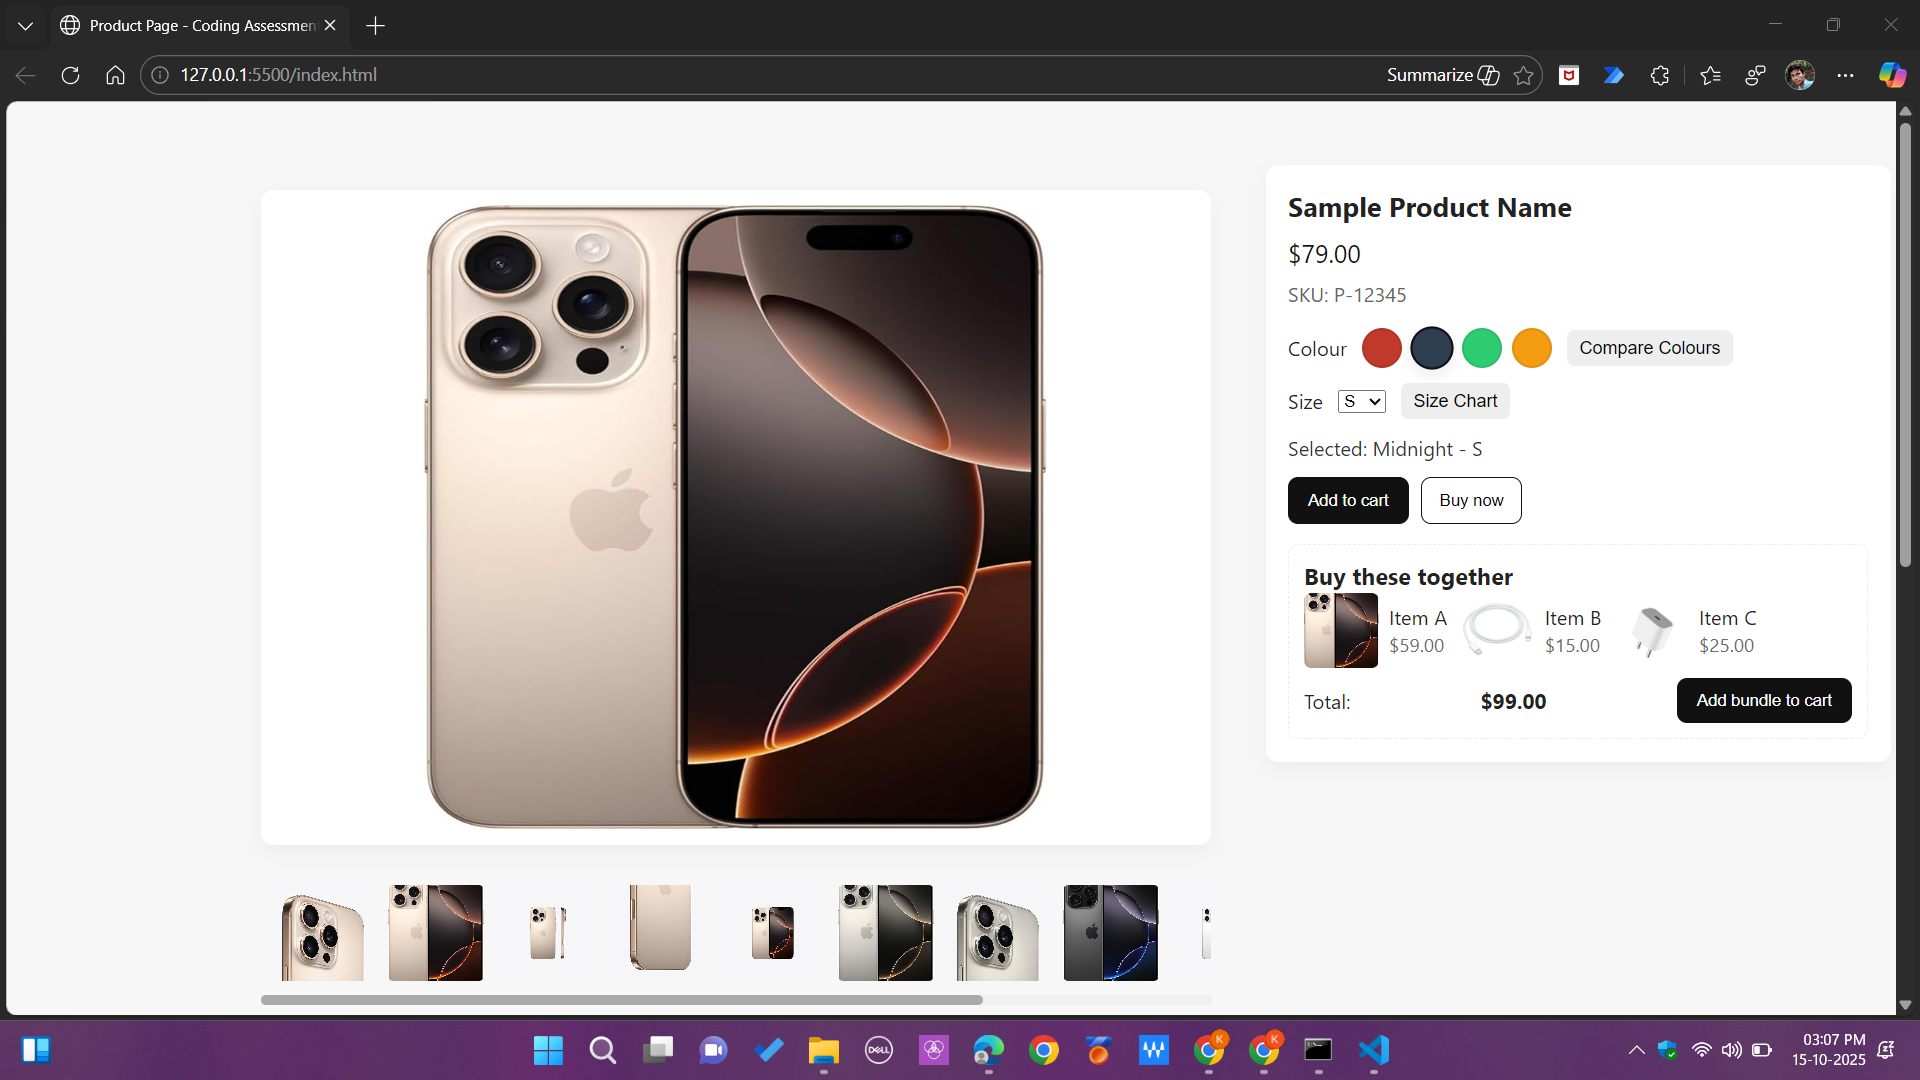 Product Page - Coding Assessmen
127.0.0.1:5500/index.html
Summarize
Sample Product Name
$79.00
SKU: P-12345
Colour
Compare Colours
Size S Size Chart
Selected: Midnight - S
Add to cart Buy now
Buy these together
Item A Item B Item C
$59.00 $15.00 $25.00
Total: $99.00 Add bundle to cart
DELL
K K
03:07 PM
15-10-2025